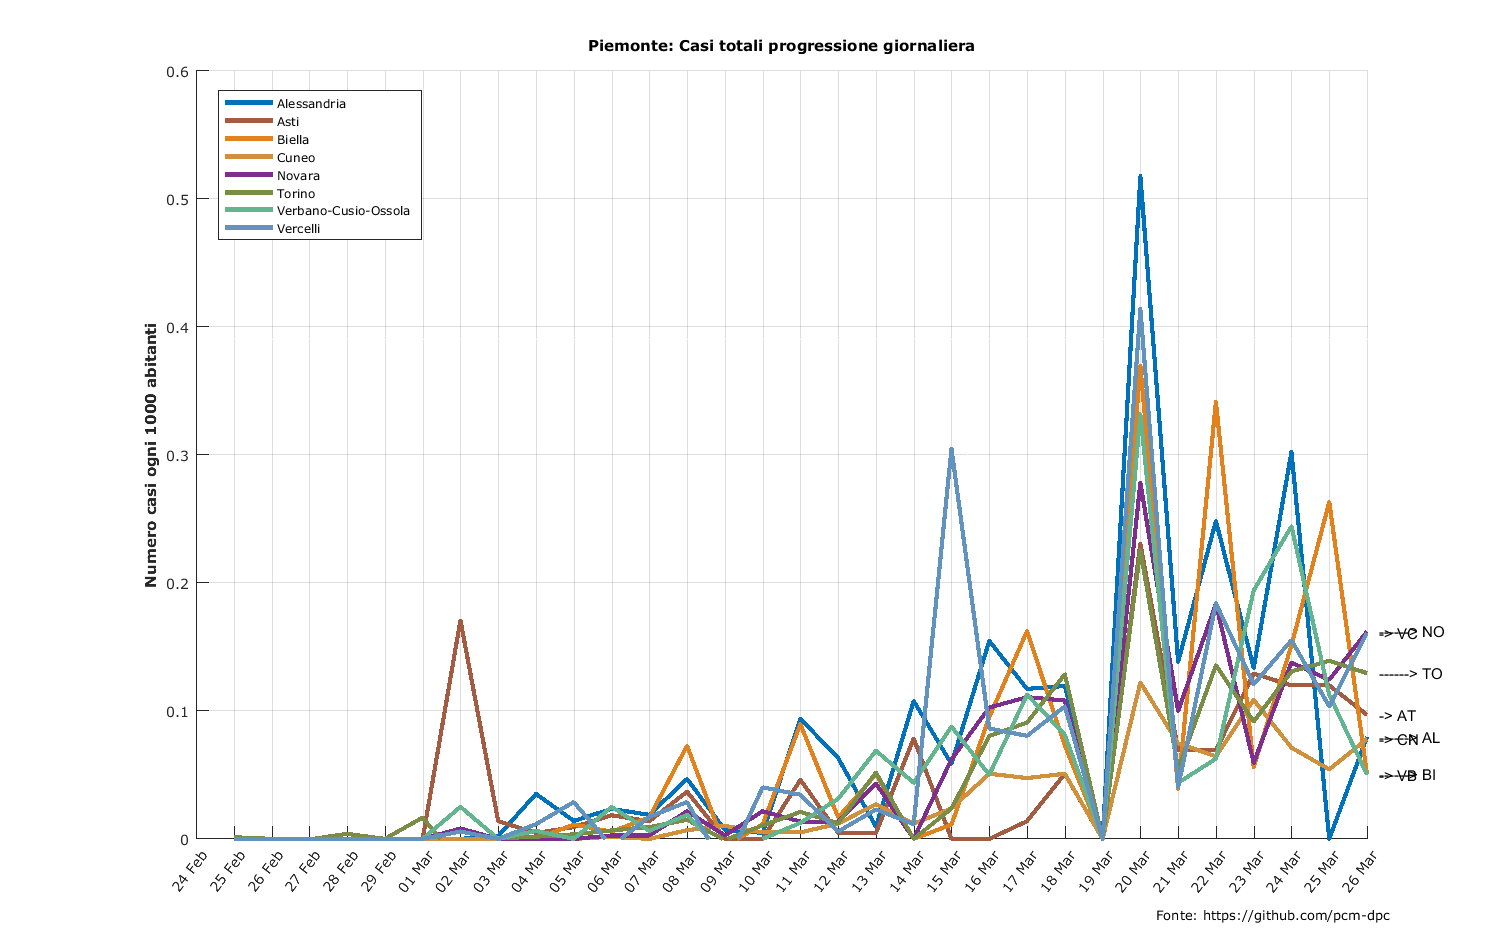 Piemonte: Casi totali progressione giornaliera
Numero casi ogni 1000 abitanti
0.6
0.5
0.4
0.3
0.2
0.1
0
Alessandria
Asti
Biella
Cuneo
Novara
Torino
Verbano-Cusio-Ossola
Vercelli
-> VC
------> NO
------> TO
-> AT
------> AL
-> CN
------> BI
-> VB
24 Feb
25 Feb
26 Feb
27 Feb
28 Feb
29 Feb
01 Mar
02 Mar
03 Mar
04 Mar
05 Mar
06 Mar
07 Mar
08 Mar
09 Mar
10 Mar
11 Mar
12 Mar
13 Mar
14 Mar
15 Mar
16 Mar
17 Mar
18 Mar
19 Mar
20 Mar
21 Mar
22 Mar
23 Mar
24 Mar
25 Mar
26 Mar
Fonte: https://github.com/pcm-dpc